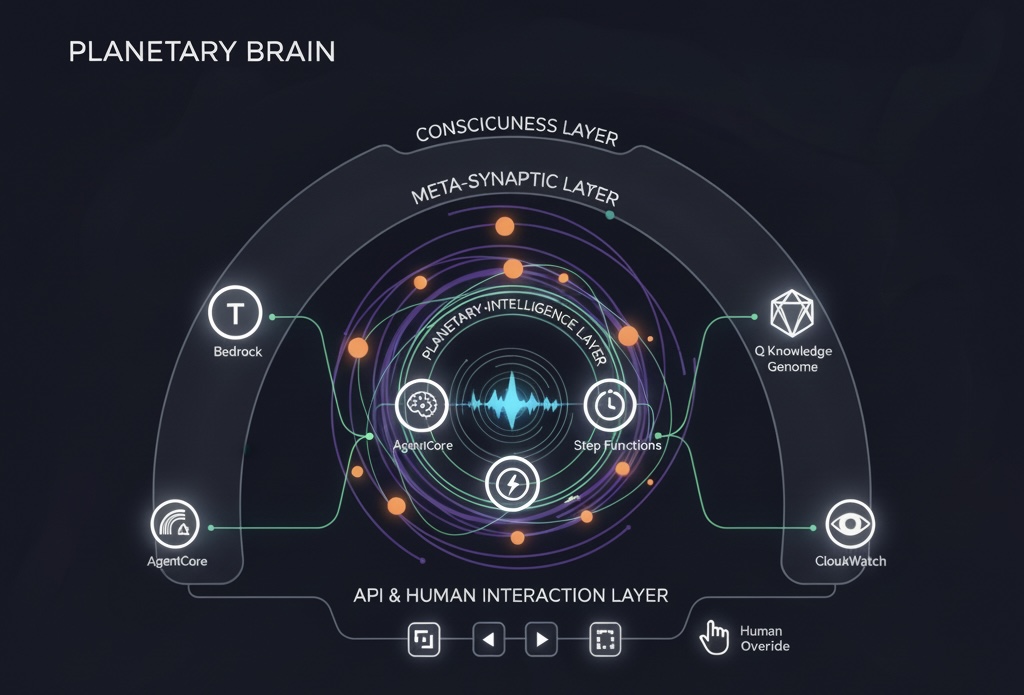 PLANETARY BRAIN
CONSCICUNESS LAYER
META-SYNAPTIC LAYER
PLANETARY·INTELLIGENCE LAYER
T
Bedrock
Q Knowledge
Genome
AgentCore
Step Functions
AgentCore
ClouкWatch
API & HUMAN INTERACTION LAYER
Human
Overide